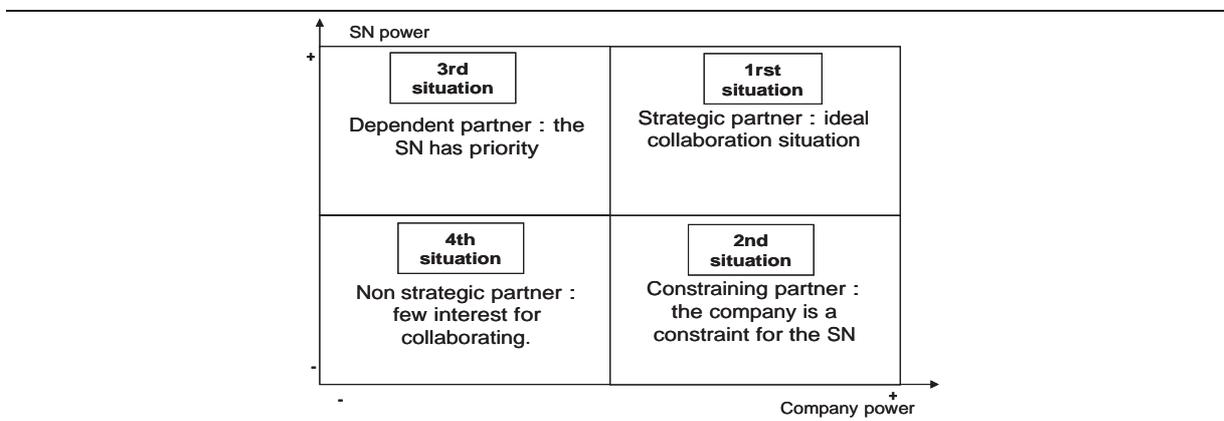 SN power
+
3rd
situation
Dependent partner : the
SN has priority
1rst
situation
Strategic partner : ideal
collaboration situation
4th
situation
Non strategic partner :
few interest for
collaborating.
2nd
situation
Constraining partner :
the company is a
constraint for the SN
-
-
+
Company power